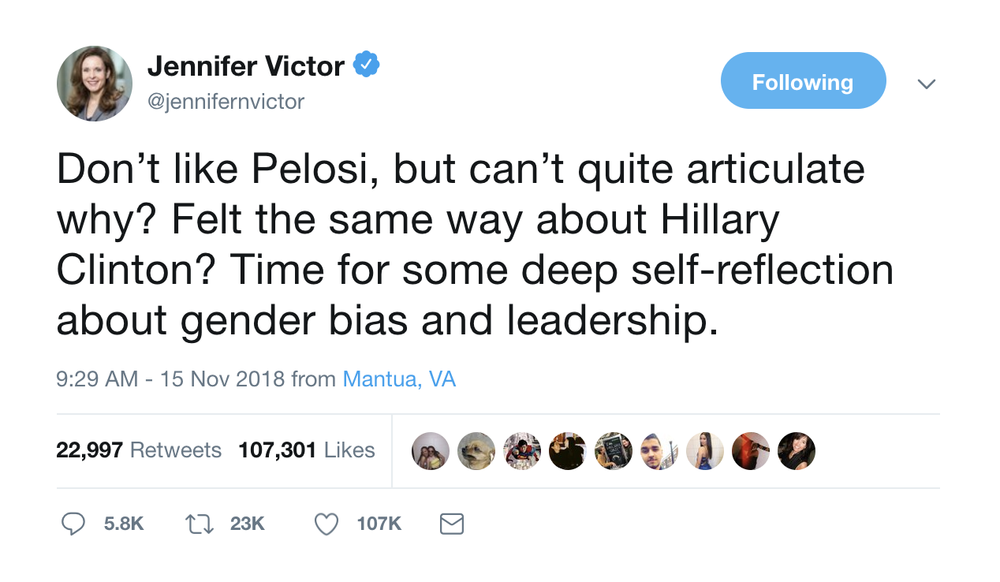 Jennifer Victor
@jennifernvictor
Following
Don’t like Pelosi, but can’t quite articulate
why? Felt the same way about Hillary
Clinton? Time for some deep self-reflection
about gender bias and leadership.
9:29 AM - 15 Nov 2018 from Mantua, VA
22,997 Retweets 107,301 Likes
5.8K 23K 107K